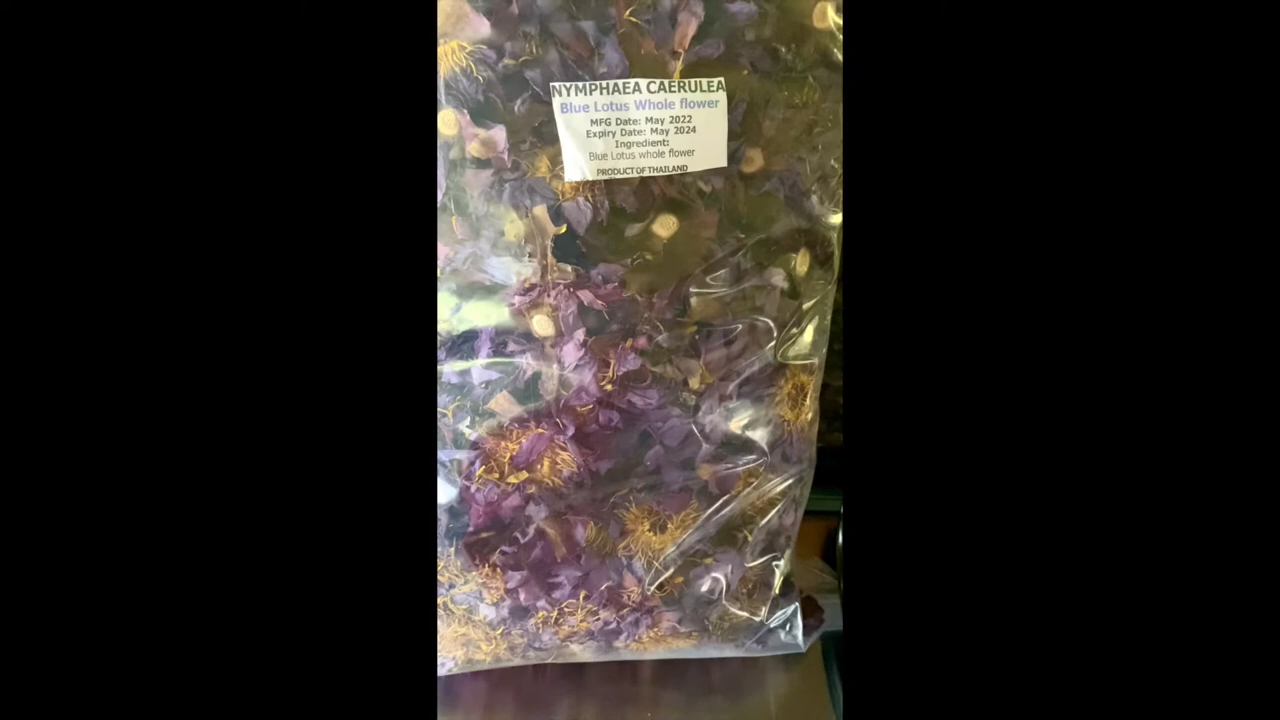 NYMPHAEA CAERULEA
Blue Lotus Whole flower
MFG Date: May 2022
Expiry Date: May 2024
Ingredient:
Blue Lotus whole flower
PRODUCT OF THAILAND